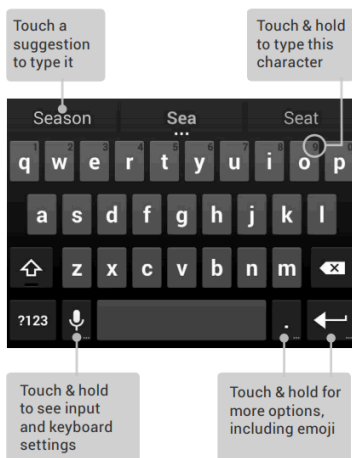 Touch a
suggestion
to type it
Touch & hold
to type this
character
Season Sea Seat
1 2 3 4 5 6 7 8 9 0
q w e r t y u i o p
a s d f g h j k l
z x c v b n m
?123 .
Touch & hold
to see input
and keyboard
settings
Touch & hold for
more options,
including emoji